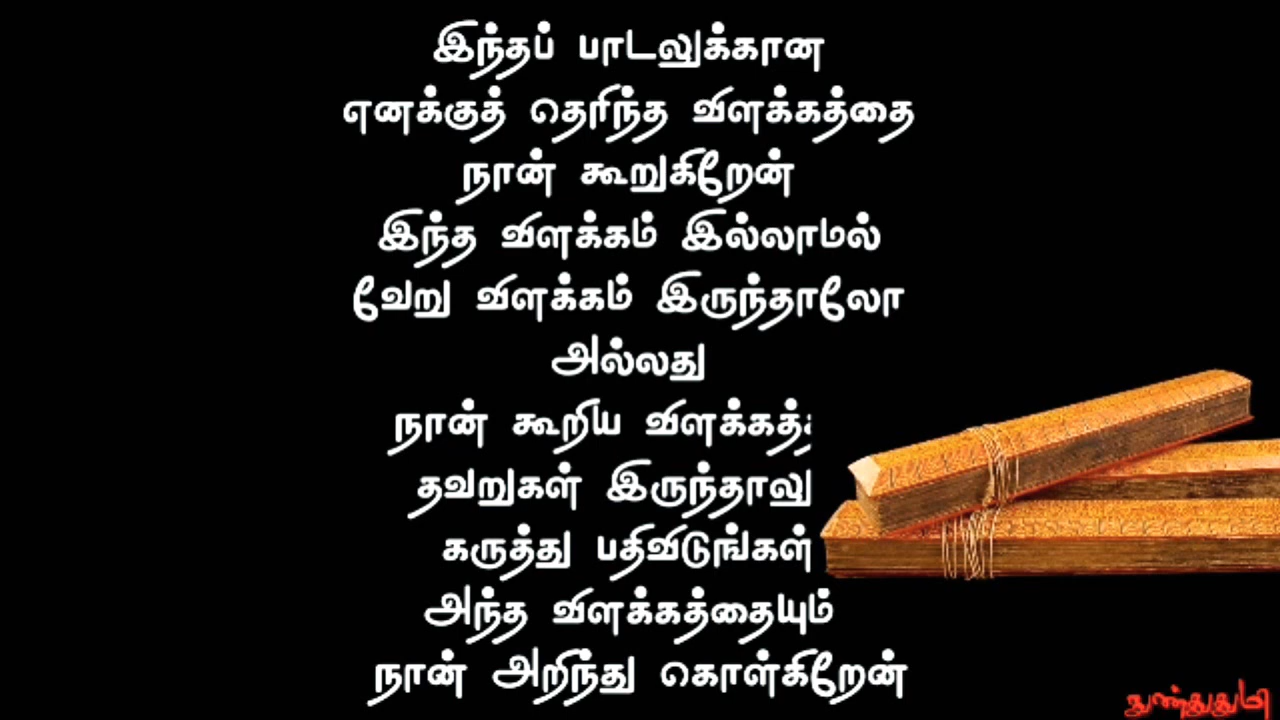 இந்தப் பாடலுக்கான
எனக்குத் தெரிந்த விளக்கத்தை
நான் கூறுகிறேன்
இந்த விளக்கம் இல்லாமல்
வேறு விளக்கம் இருந்தாலோ
அல்லது
நான் கூறிய
தவறுகள்
கருத்து பதிவிடுங்கள்
அந்த விளக்கத்தையும்
நான் அறிந்து கொள்கிறேன்